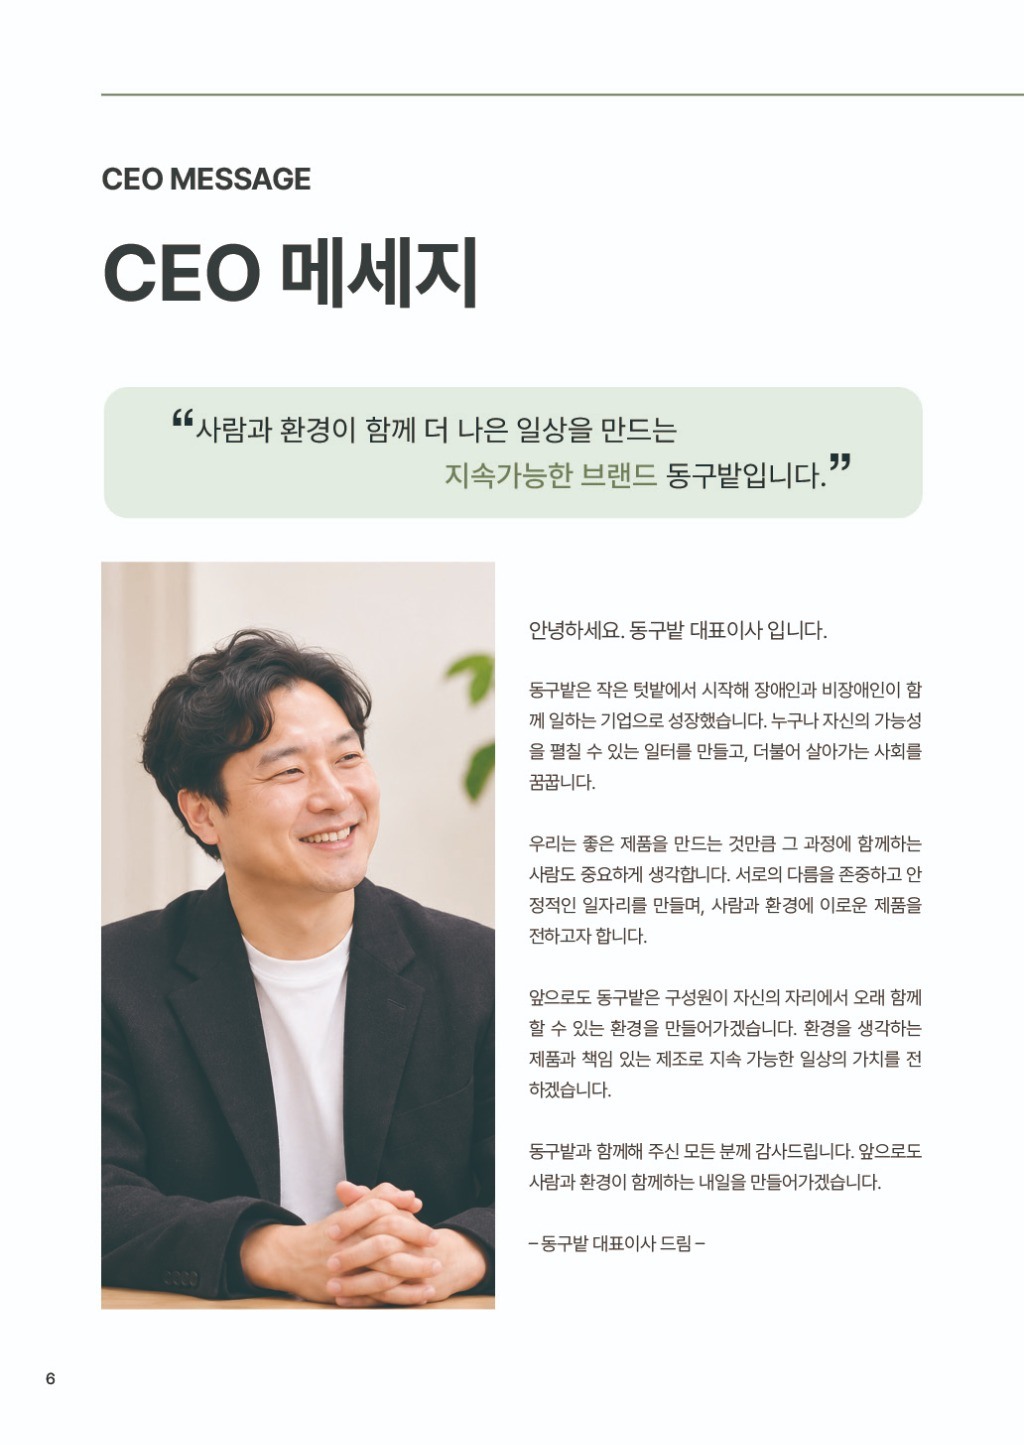 CEO MESSAGE
CEO 메세지
“사람과 환경이 함께 더 나은 일상을 만드는
지속가능한 브랜드 동구밭입니다.”
안녕하세요. 동구밭 대표이사 입니다.
동구밭은 작은 텃밭에서 시작해 장애인과 비장애인이 함
께 일하는 기업으로 성장했습니다. 누구나 자신의 가능성
을 펼칠 수 있는 일터를 만들고, 더불어 살아가는 사회를
꿈꿉니다.
우리는 좋은 제품을 만드는 것만큼 그 과정에 함께하는
사람도 중요하게 생각합니다. 서로의 다름을 존중하고 안
정적인 일자리를 만들며, 사람과 환경에 이로운 제품을
전하고자 합니다.
앞으로도 동구밭은 구성원이 자신의 자리에서 오래 함께
할 수 있는 환경을 만들어가겠습니다. 환경을 생각하는
제품과 책임 있는 제조로 지속 가능한 일상의 가치를 전
하겠습니다.
동구밭과 함께해 주신 모든 분께 감사드립니다. 앞으로도
사람과 환경이 함께하는 내일을 만들어가겠습니다.
– 동구밭 대표이사 드림 –
6